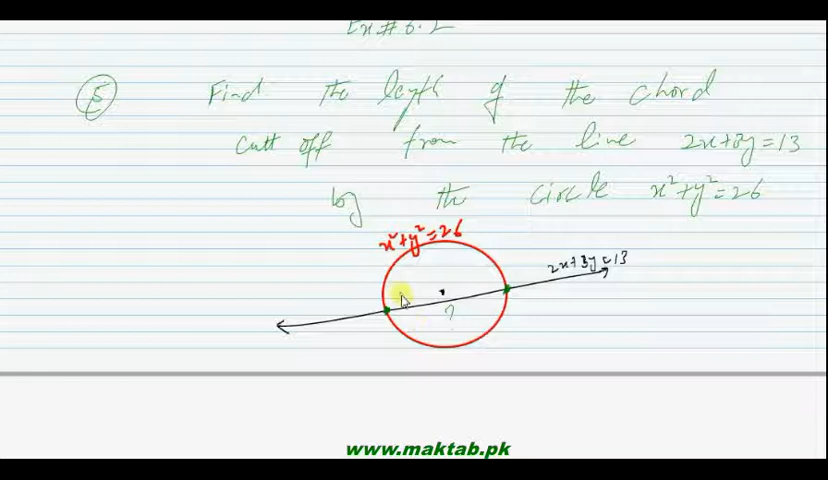 Ex # 6.2
5 Find the length of the chord
cutt off from the line 2x+3y=13
by the circle x²+y²=26
x²+y²=26
2x+3y=13
?
www.maktab.pk